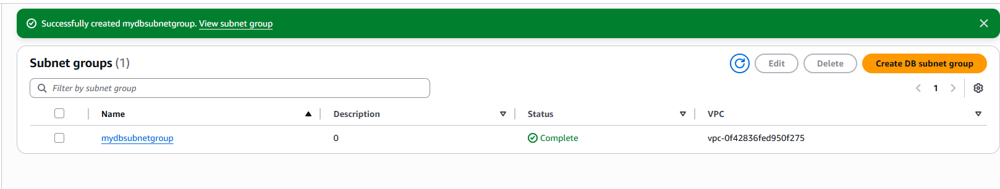 Successfully created mydbsubnetgroup. View subnet group
Subnet groups (1)
Edit
Delete
Create DB subnet group
Filter by subnet group
1
Name Description Status VPC
mydbsubnetgroup 0 Complete vpc-0f42836fed950f275